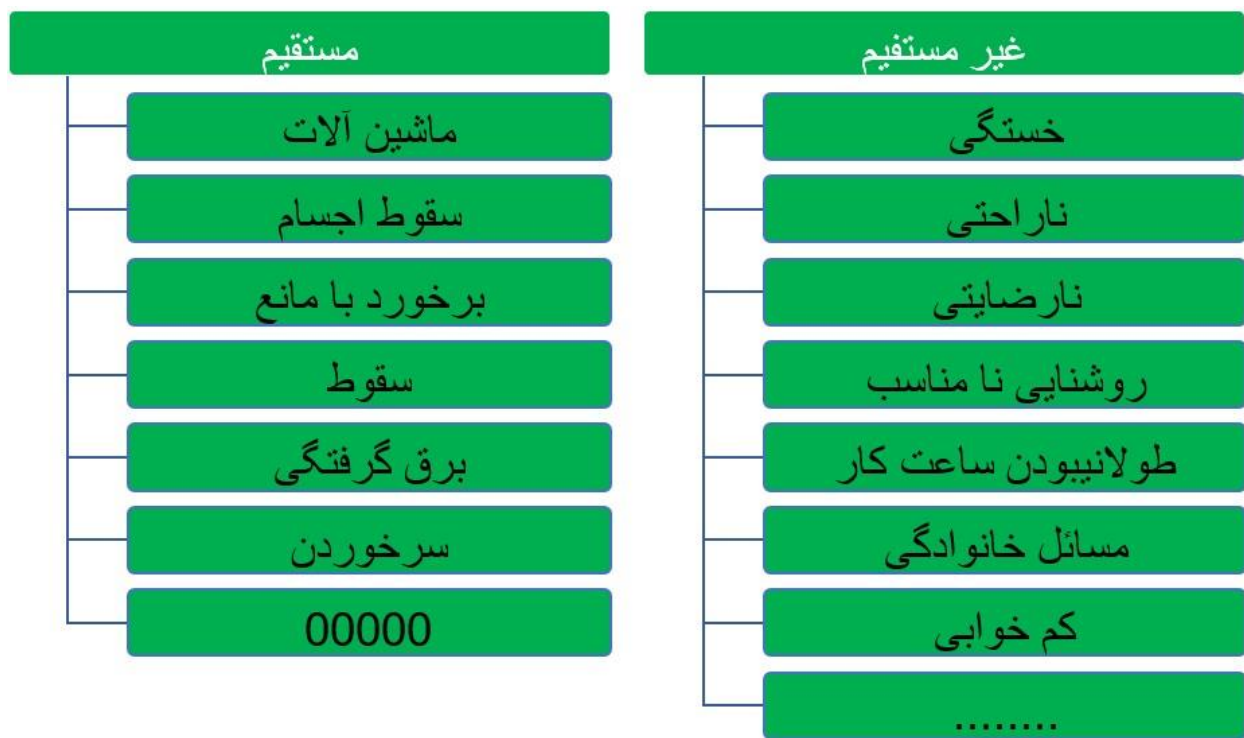 غیر مستفیم
خستگی
ناراحتی
نارضایتی
روشنایی نا مناسب
طولانیبودن ساعت کار
مسائل خانوادگی
کم خوابی
........
مستقیم
ماشین آلات
سقوط اجسام
برخورد با مانع
سقوط
برق گرفتگی
سرخوردن
00000